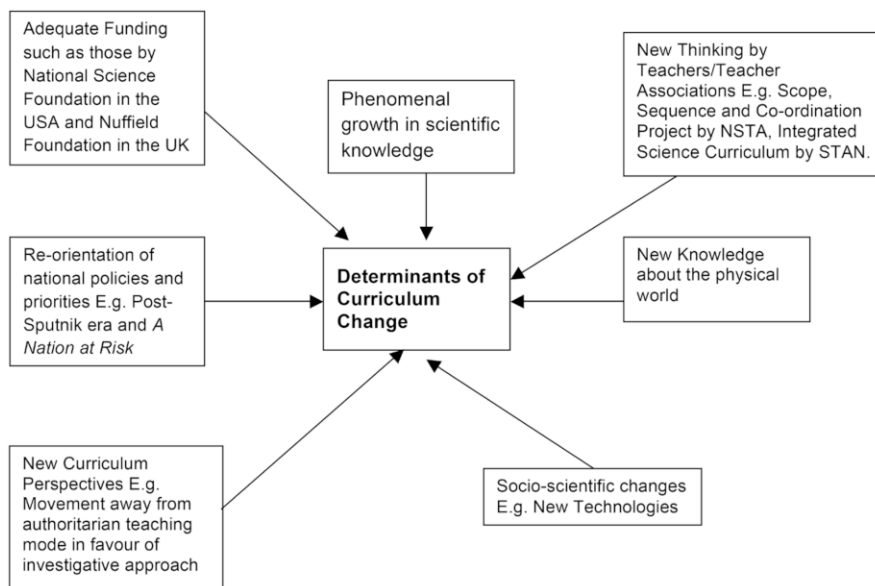 Adequate Funding
such as those by
National Science
Foundation in the
USA and Nuffield
Foundation in the UK
Phenomenal
growth in scientific
knowledge
New Thinking by
Teachers/Teacher
Associations E.g. Scope,
Sequence and Co-ordination
Project by NSTA, Integrated
Science Curriculum by STAN.
Re-orientation of
national policies and
priorities E.g. Post-
Sputnik era and A
Nation at Risk
Determinants of
Curriculum
Change
New Knowledge
about the physical
world
New Curriculum
Perspectives E.g.
Movement away from
authoritarian teaching
mode in favour of
investigative approach
Socio-scientific changes
E.g. New Technologies